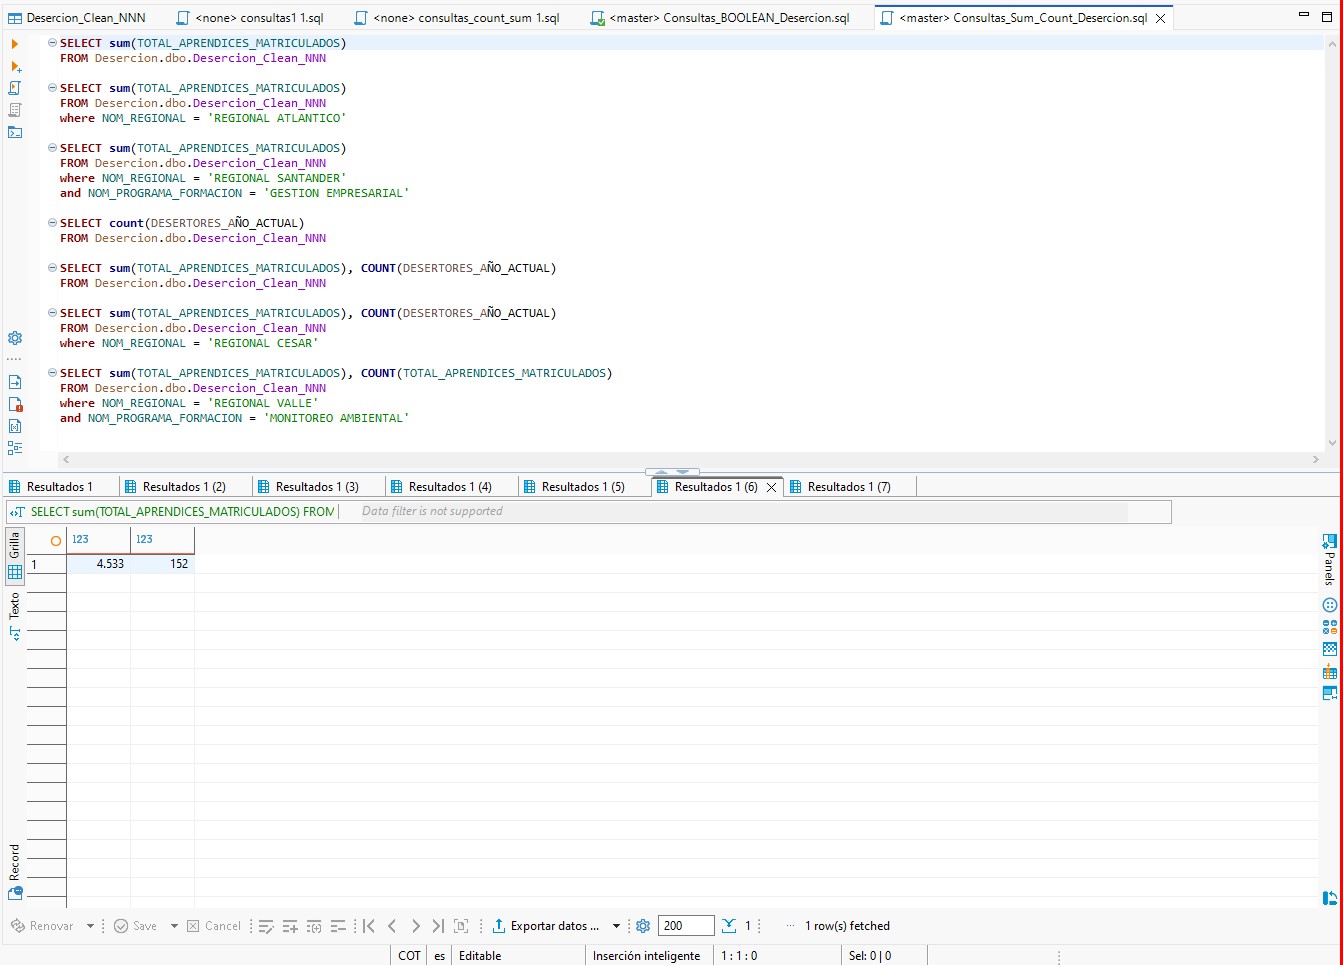 Desercion_Clean_NNN
<none> consultas1 1.sql
<none> consultas_count_sum 1.sql
<master> Consultas_BOOLEAN_Desercion.sql
<master> Consultas_Sum_Count_Desercion.sql
SELECT sum(TOTAL_APRENDICES_MATRICULADOS)
FROM Desercion.dbo.Desercion_Clean_NNN
SELECT sum(TOTAL_APRENDICES_MATRICULADOS)
FROM Desercion.dbo.Desercion_Clean_NNN
where NOM_REGIONAL = 'REGIONAL ATLANTICO'
SELECT sum(TOTAL_APRENDICES_MATRICULADOS)
FROM Desercion.dbo.Desercion_Clean_NNN
where NOM_REGIONAL = 'REGIONAL SANTANDER'
and NOM_PROGRAMA_FORMACION = 'GESTION EMPRESARIAL'
SELECT count(DESERTORES_AÑO_ACTUAL)
FROM Desercion.dbo.Desercion_Clean_NNN
SELECT sum(TOTAL_APRENDICES_MATRICULADOS), COUNT(DESERTORES_AÑO_ACTUAL)
FROM Desercion.dbo.Desercion_Clean_NNN
SELECT sum(TOTAL_APRENDICES_MATRICULADOS), COUNT(DESERTORES_AÑO_ACTUAL)
FROM Desercion.dbo.Desercion_Clean_NNN
where NOM_REGIONAL = 'REGIONAL CESAR'
SELECT sum(TOTAL_APRENDICES_MATRICULADOS), COUNT(TOTAL_APRENDICES_MATRICULADOS)
FROM Desercion.dbo.Desercion_Clean_NNN
where NOM_REGIONAL = 'REGIONAL VALLE'
and NOM_PROGRAMA_FORMACION = 'MONITOREO AMBIENTAL'
Resultados 1
Resultados 1 (2)
Resultados 1 (3)
Resultados 1 (4)
Resultados 1 (5)
Resultados 1 (6)
Resultados 1 (7)
SELECT sum(TOTAL_APRENDICES_MATRICULADOS) FROM
Data filter is not supported
Grilla
Texto
Record
Panels
123 123
1 4.533 152
Renovar Save Cancel Exportar datos ... 200 1 ... 1 row(s) fetched
COT es Editable Inserción inteligente 1 : 1 : 0 Sel: 0 | 0